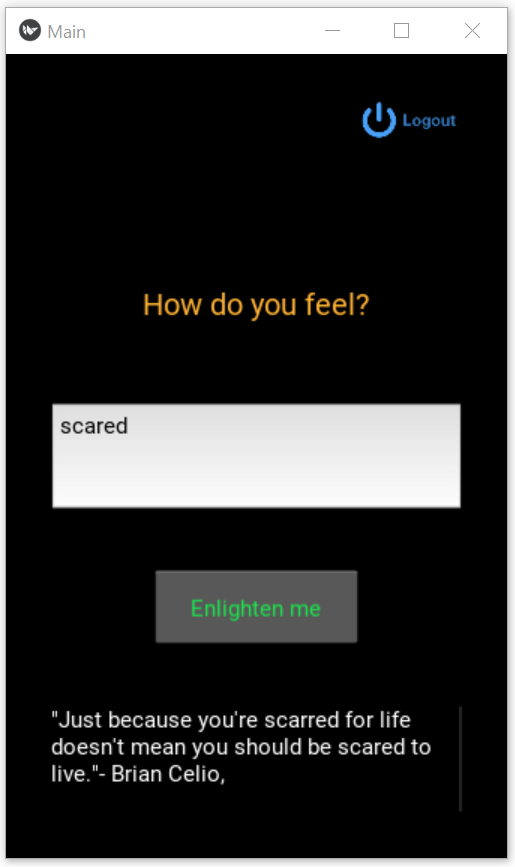 Main
Logout
How do you feel?
scared
Enlighten me
"Just because you're scarred for life
doesn't mean you should be scared to
live."- Brian Celio,